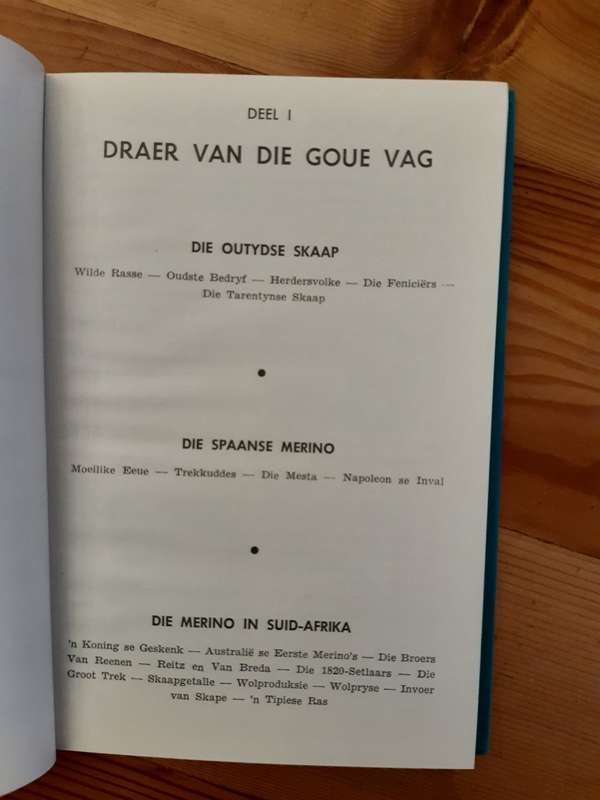 DEEL I
DRAER VAN DIE GOUE VAG
DIE OUTYDSE SKAAP
Wilde Rasse — Oudste Bedryf — Herdersvolke — Die Feniciërs —
Die Tarentynse Skaap
DIE SPAANSE MERINO
Moeilike Eeue — Trekkuddes — Die Mesta — Napoleon se Inval
DIE MERINO IN SUID-AFRIKA
'n Koning se Geskenk — Australië se Eerste Merino's — Die Broers
Van Reenen — Reitz en Van Breda — Die 1820-Setlaars — Die
Groot Trek — Skaapgetalle — Wolproduksie — Wolpryse — Invoer
van Skape — 'n Tipiese Ras